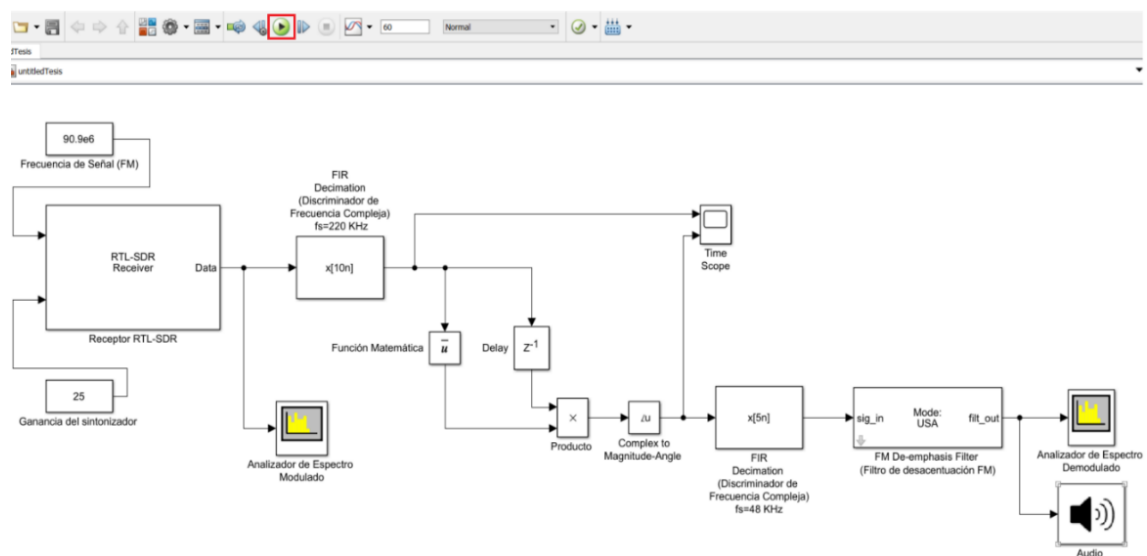 60
Normal
dTesis
untitledTesis
90.9e6
Frecuencia de Señal (FM)
RTL-SDR
Receiver
Data
Receptor RTL-SDR
25
Ganancia del sintonizador
FIR
Decimation
(Discriminador de
Frecuencia Compleja)
fs=220 KHz
x[10n]
Analizador de Espectro
Modulado
Función Matemática
u̅
Delay
Z-1
×
Producto
∠u
Complex to
Magnitude-Angle
Time
Scope
x[5n]
FIR
Decimation
(Discriminador de
Frecuencia Compleja)
fs=48 KHz
sig_in
Mode:
USA
filt_out
FM De-emphasis Filter
(Filtro de desacentuación FM)
Analizador de Espectro
Demodulado
Audio